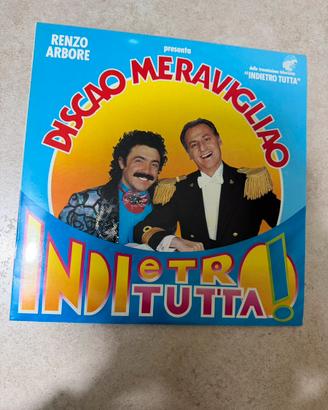 RENZO
ARBORE
presenta
dalla trasmissione televisiva
"INDIETRO TUTTA"
DISCAO MERAVIGLIAO
INDIETRO
TUTTA!